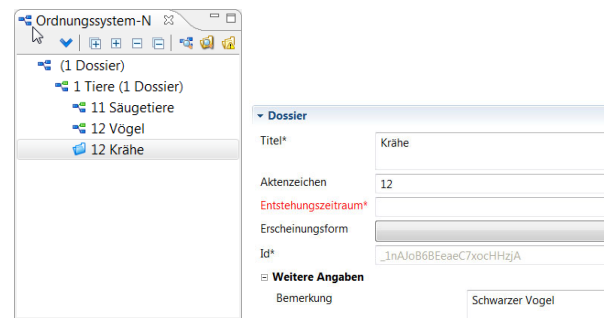 Ordnungssystem-N
(1 Dossier)
1 Tiere (1 Dossier)
11 Säugetiere
12 Vögel
12 Krähe
Dossier
Titel*
Krähe
Aktenzeichen
12
Entstehungszeitraum*
Erscheinungsform
Id*
_1nAJoB6BEeaeC7xocHHzjA
Weitere Angaben
Bemerkung
Schwarzer Vogel